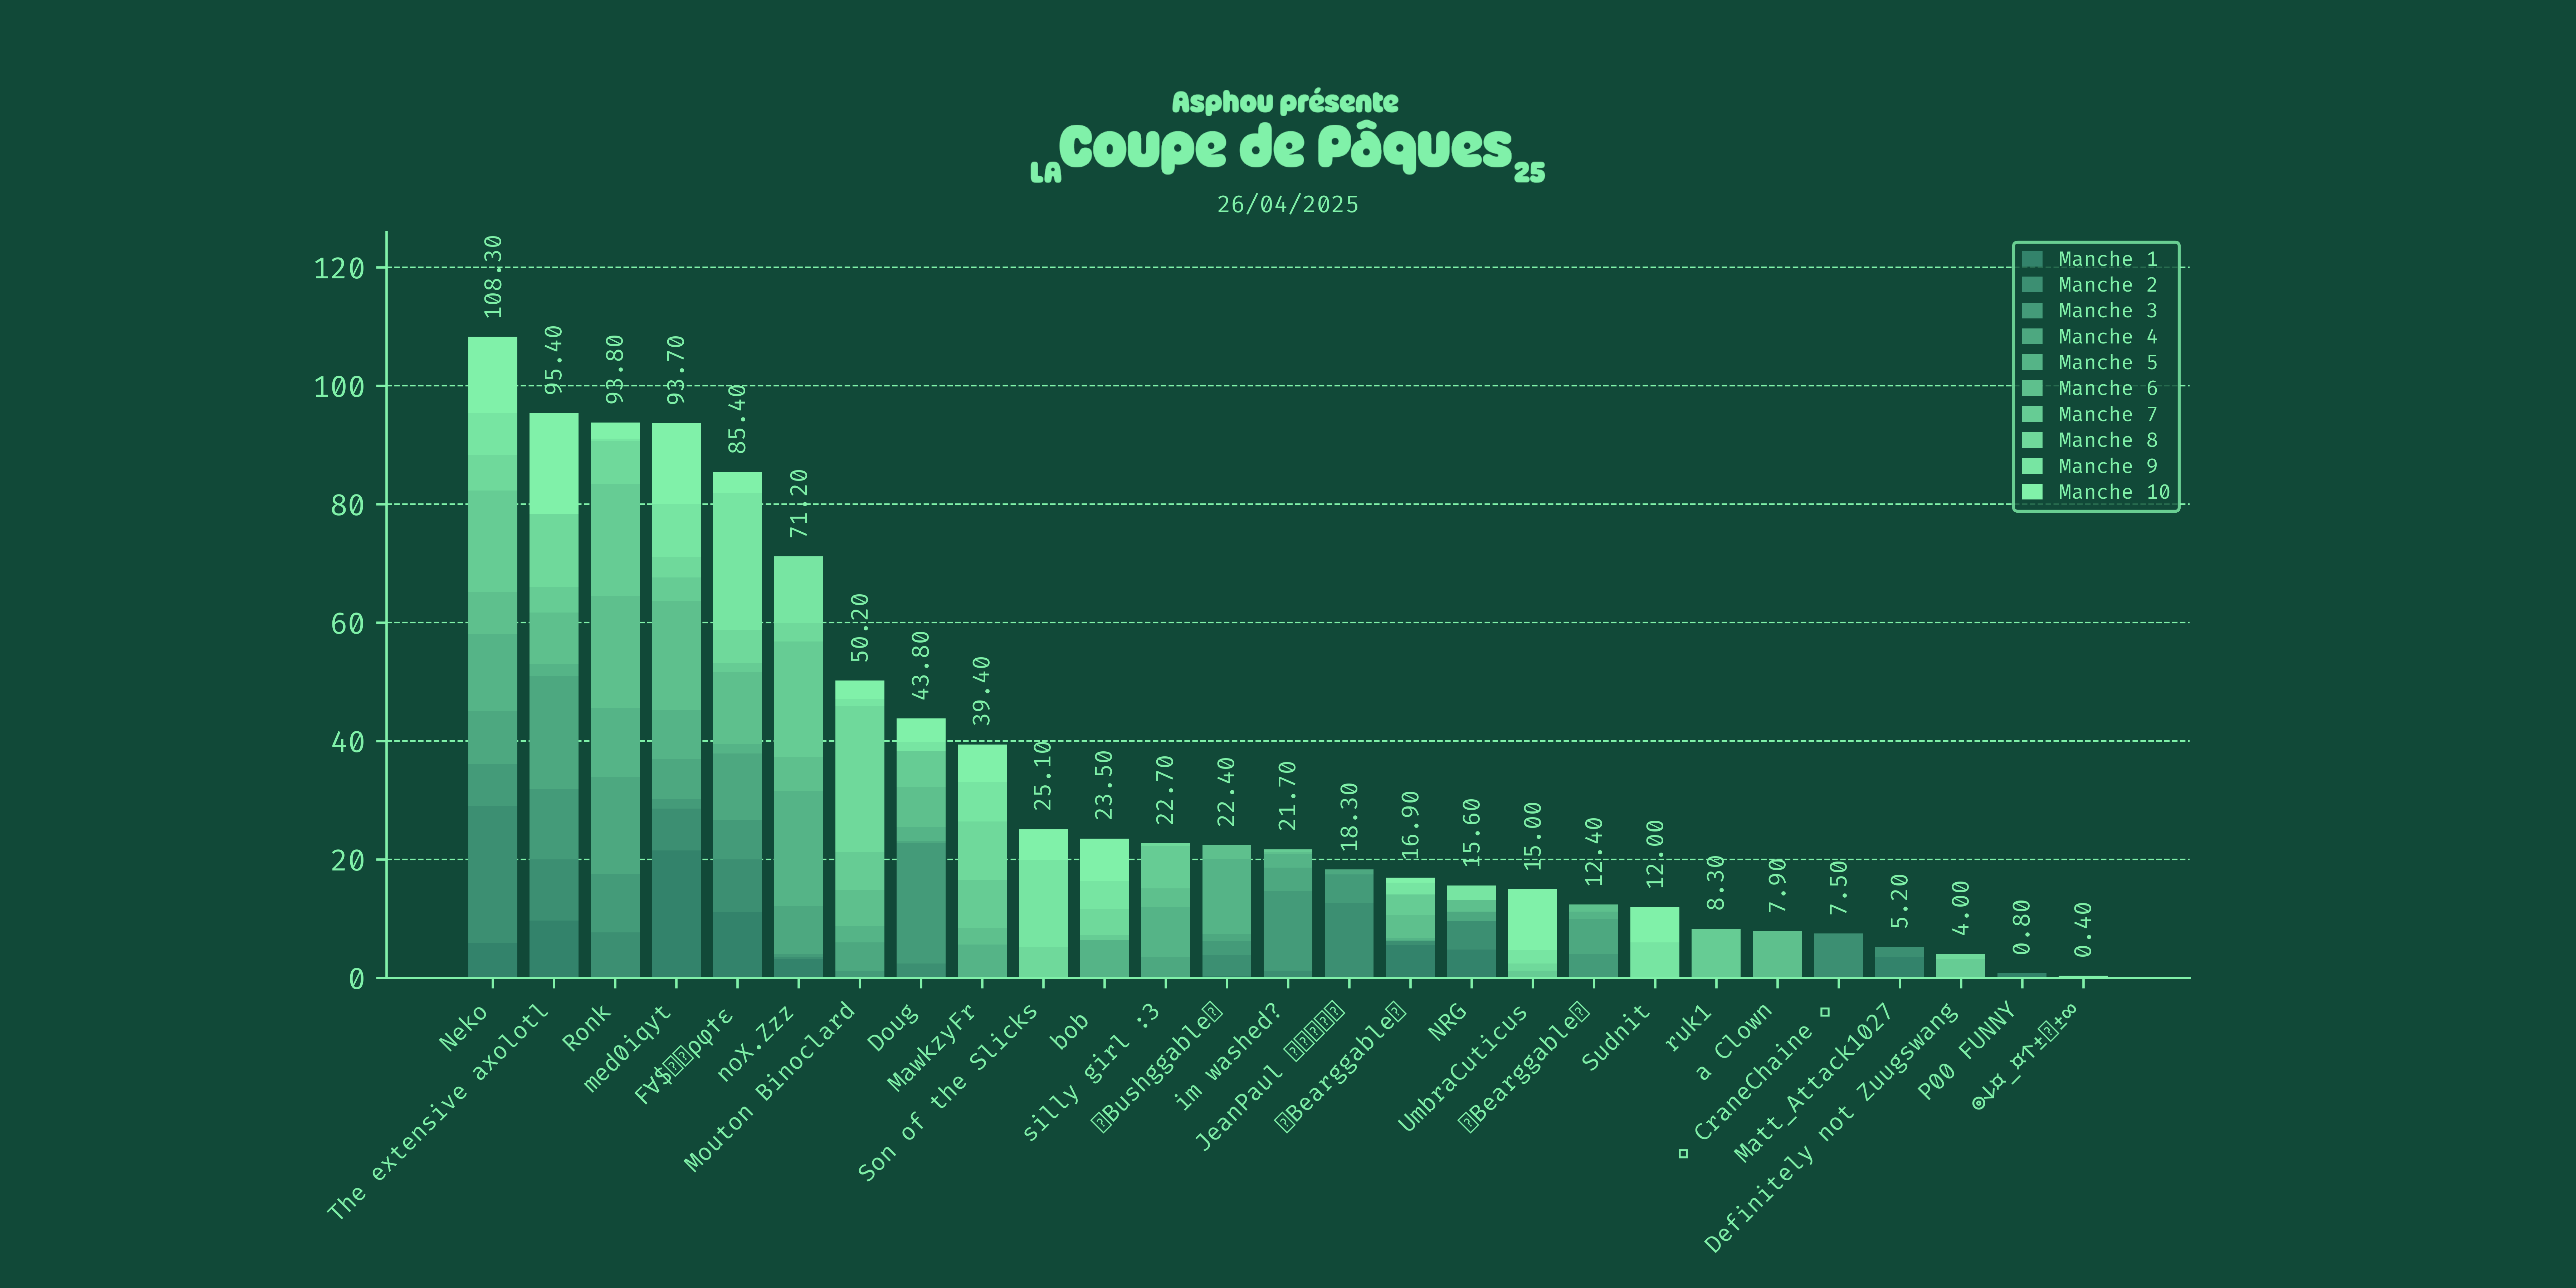 Asphou présente
LA Coupe de Pâques 25
26/04/2025
120
100
80
60
40
20
0
108.30
95.40
93.80
93.70
85.40
71.20
50.20
43.80
39.40
25.10
23.50
22.70
22.40
21.70
18.30
16.90
15.60
15.00
12.40
12.00
8.30
7.90
7.50
5.20
4.00
0.80
0.40
Manche 1
Manche 2
Manche 3
Manche 4
Manche 5
Manche 6
Manche 7
Manche 8
Manche 9
Manche 10
Neko
The extensive axolotl
Ronk
med0iqyt
noX.Zzz
Mouton Binoclard
Doug
MawkzyFr
Son of the Slicks
bob
silly girl :3
Bushggable
im washed?
JeanPaul
Bearggable
NRG
UmbraCuticus
Bearggable
Sudnit
ruk1
a Clown
CraneChaine
Matt_Attack1027
Definitely not Zuugswang
P00 FUNNY